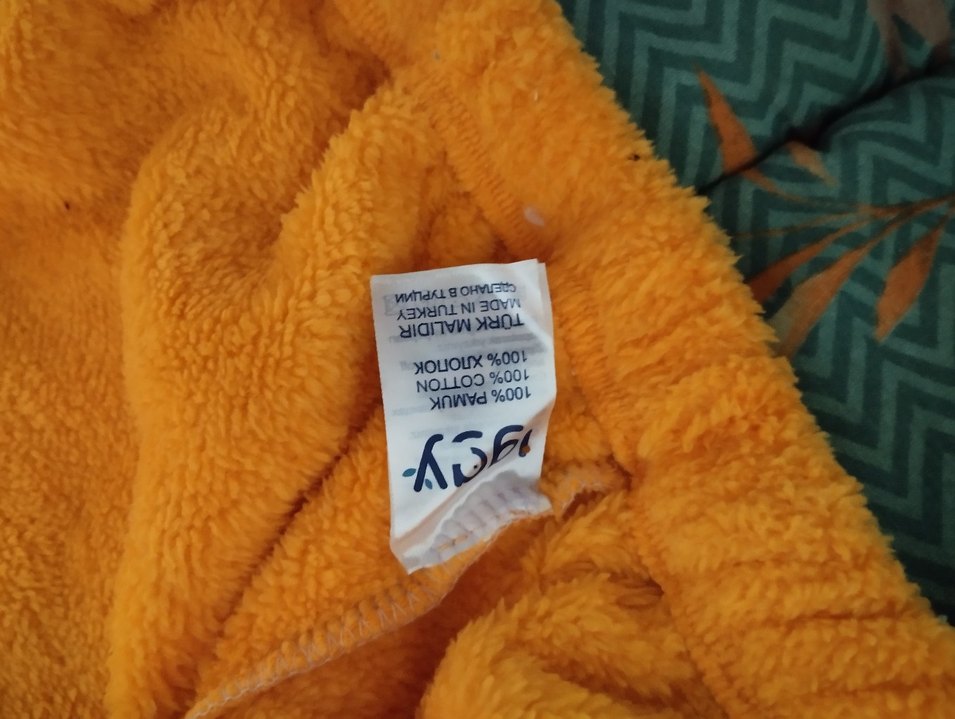 100% PAMUK
100% COTTON
100% ХЛОПОК
TÜRK MALIDIR
MADE IN TURKEY
СДЕЛАНО В ТУРЦИИ